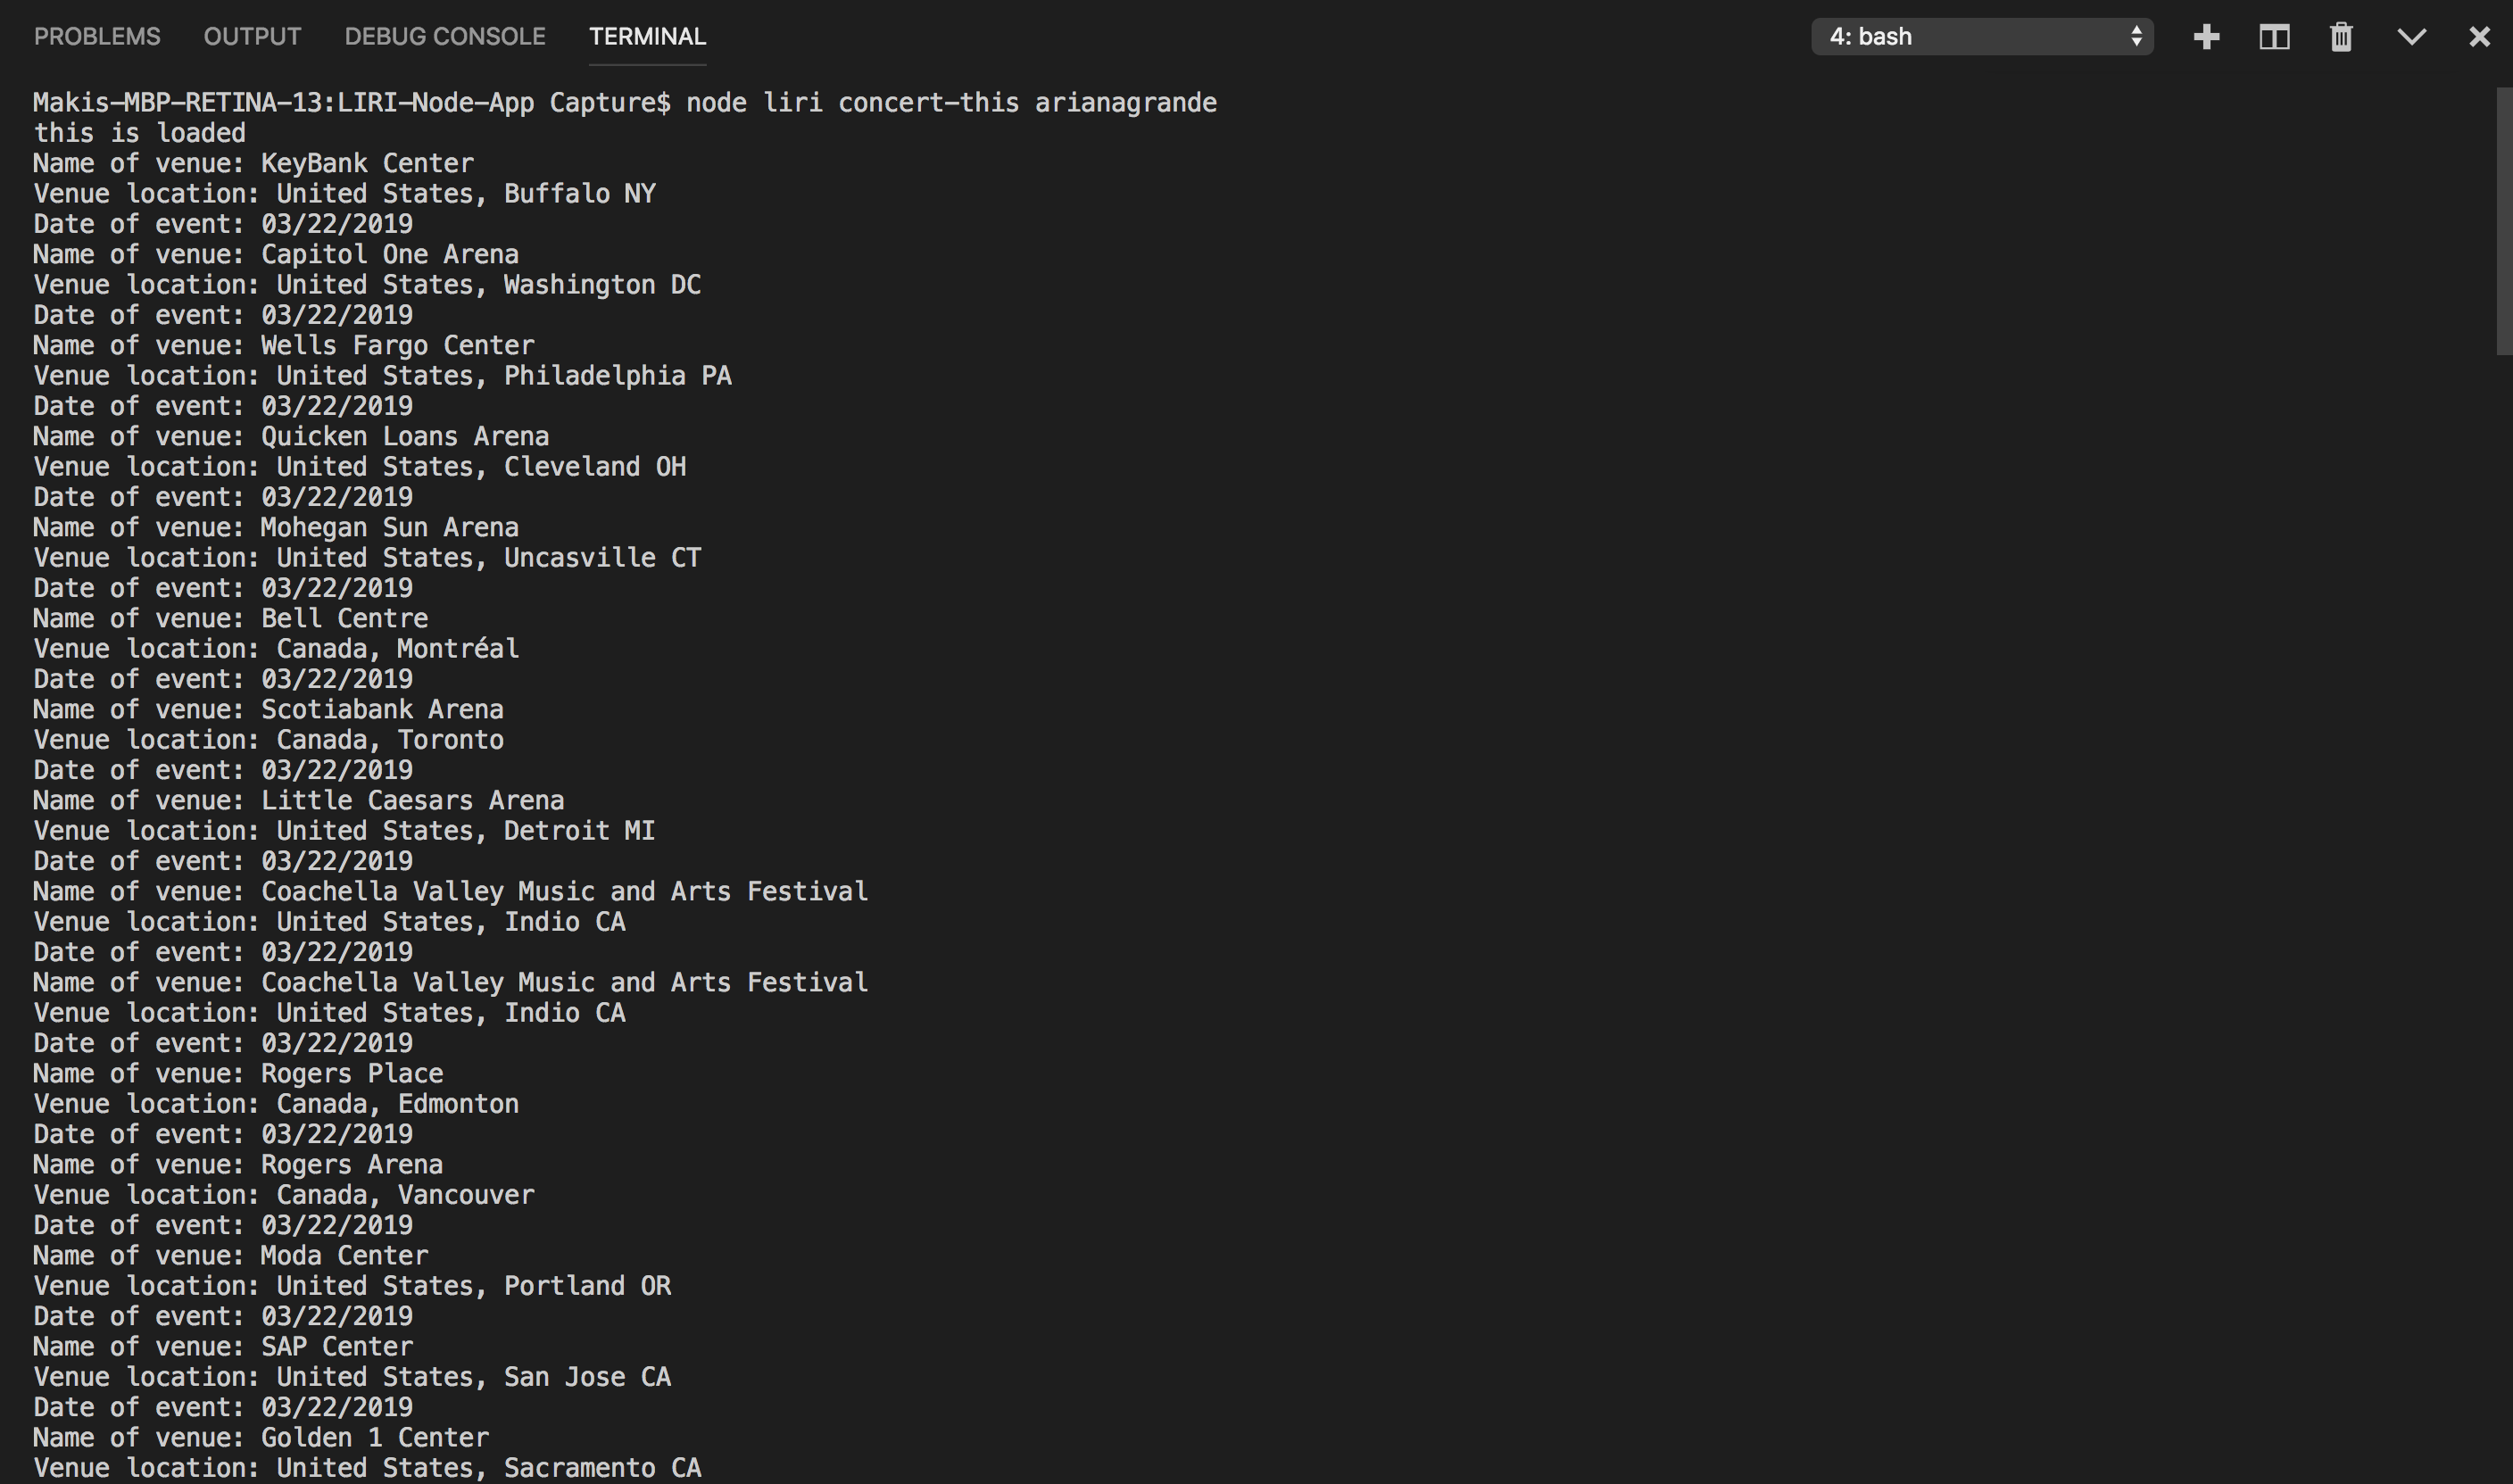 PROBLEMS OUTPUT DEBUG CONSOLE TERMINAL 4: bash
Makis-MBP-RETINA-13:LIRI-Node-App Capture$ node liri concert-this arianagrande
this is loaded
Name of venue: KeyBank Center
Venue location: United States, Buffalo NY
Date of event: 03/22/2019
Name of venue: Capitol One Arena
Venue location: United States, Washington DC
Date of event: 03/22/2019
Name of venue: Wells Fargo Center
Venue location: United States, Philadelphia PA
Date of event: 03/22/2019
Name of venue: Quicken Loans Arena
Venue location: United States, Cleveland OH
Date of event: 03/22/2019
Name of venue: Mohegan Sun Arena
Venue location: United States, Uncasville CT
Date of event: 03/22/2019
Name of venue: Bell Centre
Venue location: Canada, Montréal
Date of event: 03/22/2019
Name of venue: Scotiabank Arena
Venue location: Canada, Toronto
Date of event: 03/22/2019
Name of venue: Little Caesars Arena
Venue location: United States, Detroit MI
Date of event: 03/22/2019
Name of venue: Coachella Valley Music and Arts Festival
Venue location: United States, Indio CA
Date of event: 03/22/2019
Name of venue: Coachella Valley Music and Arts Festival
Venue location: United States, Indio CA
Date of event: 03/22/2019
Name of venue: Rogers Place
Venue location: Canada, Edmonton
Date of event: 03/22/2019
Name of venue: Rogers Arena
Venue location: Canada, Vancouver
Date of event: 03/22/2019
Name of venue: Moda Center
Venue location: United States, Portland OR
Date of event: 03/22/2019
Name of venue: SAP Center
Venue location: United States, San Jose CA
Date of event: 03/22/2019
Name of venue: Golden 1 Center
Venue location: United States, Sacramento CA